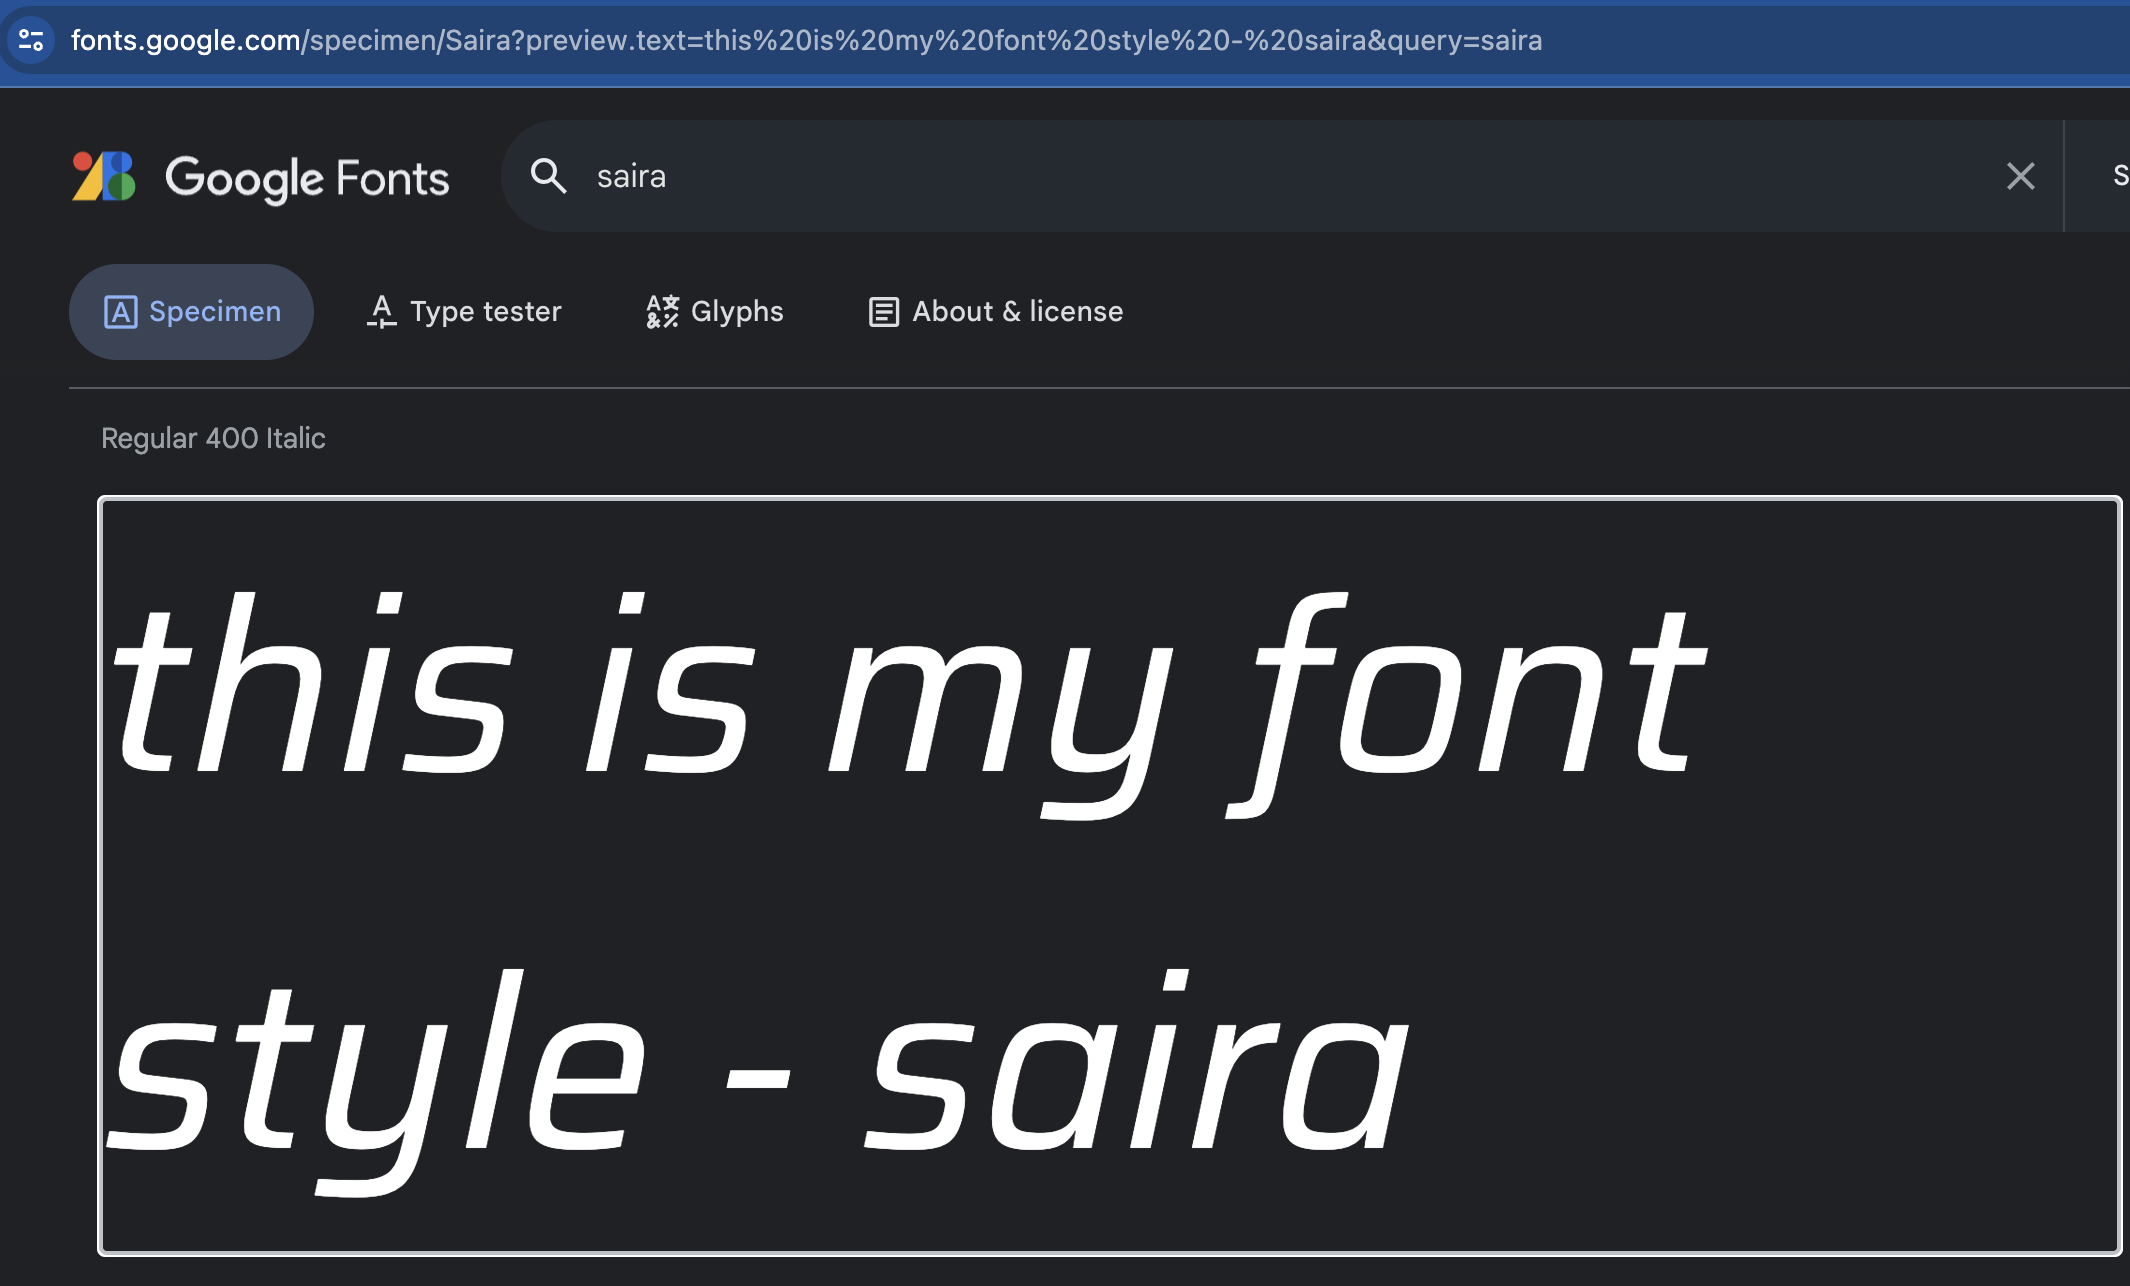 fonts.google.com/specimen/Saira?preview.text=this%20is%20my%20font%20style%20-%20saira&query=saira
Google Fonts
saira
S
Specimen
Type tester
Glyphs
About & license
Regular 400 Italic
this is my font
style - saira